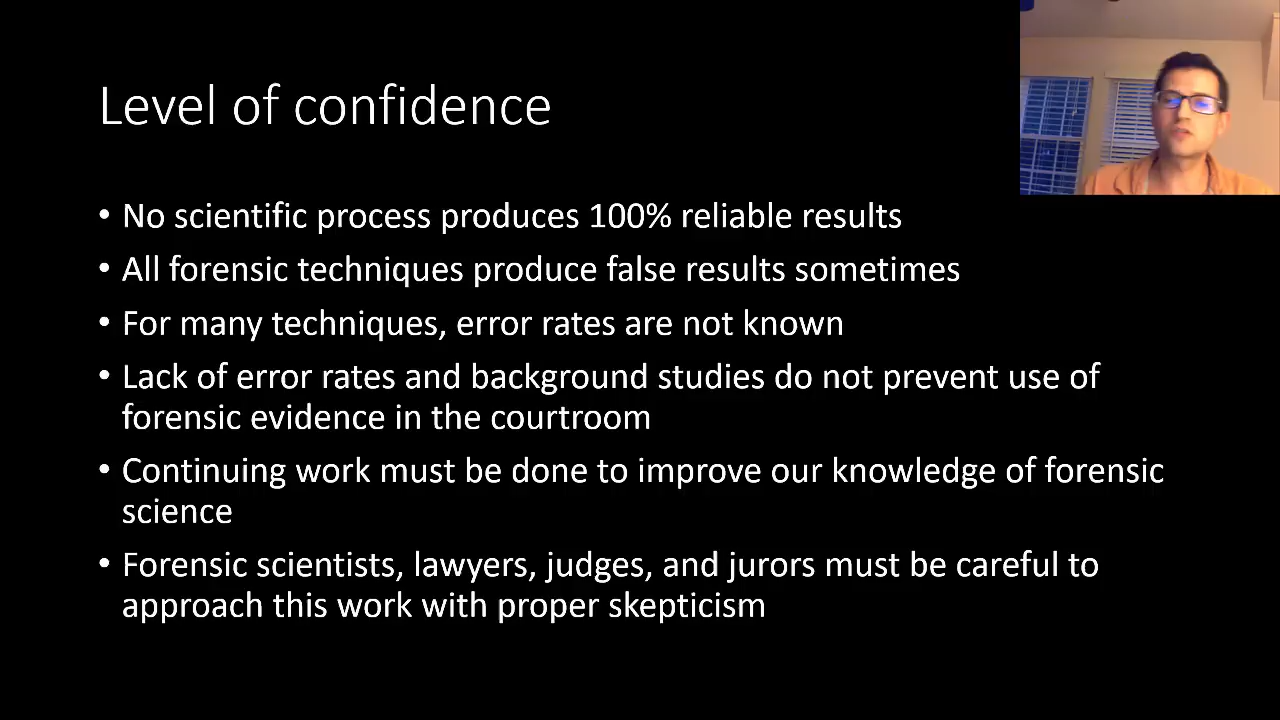 Level of confidence
• No scientific process produces 100% reliable results
• All forensic techniques produce false results sometimes
• For many techniques, error rates are not known
• Lack of error rates and background studies do not prevent use of
forensic evidence in the courtroom
• Continuing work must be done to improve our knowledge of forensic
science
• Forensic scientists, lawyers, judges, and jurors must be careful to
approach this work with proper skepticism